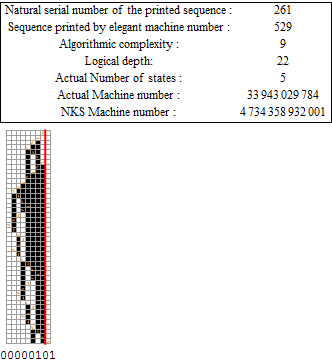 Natural serial number of the printed sequence : 261
Sequence printed by elegant machine number : 529
Algorithmic complexity : 9
Logical depth: 22
Actual Number of states : 5
Actual Machine number : 33 943 029 784
NKS Machine number : 4 734 358 932 001
00000101